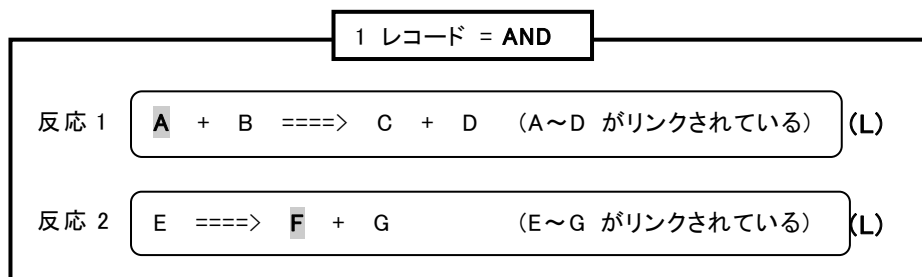 1 レコード = AND
反応 1 A + B ====> C + D (A～D がリンクされている) (L)
反応 2 E ====> F + G (E～G がリンクされている) (L)